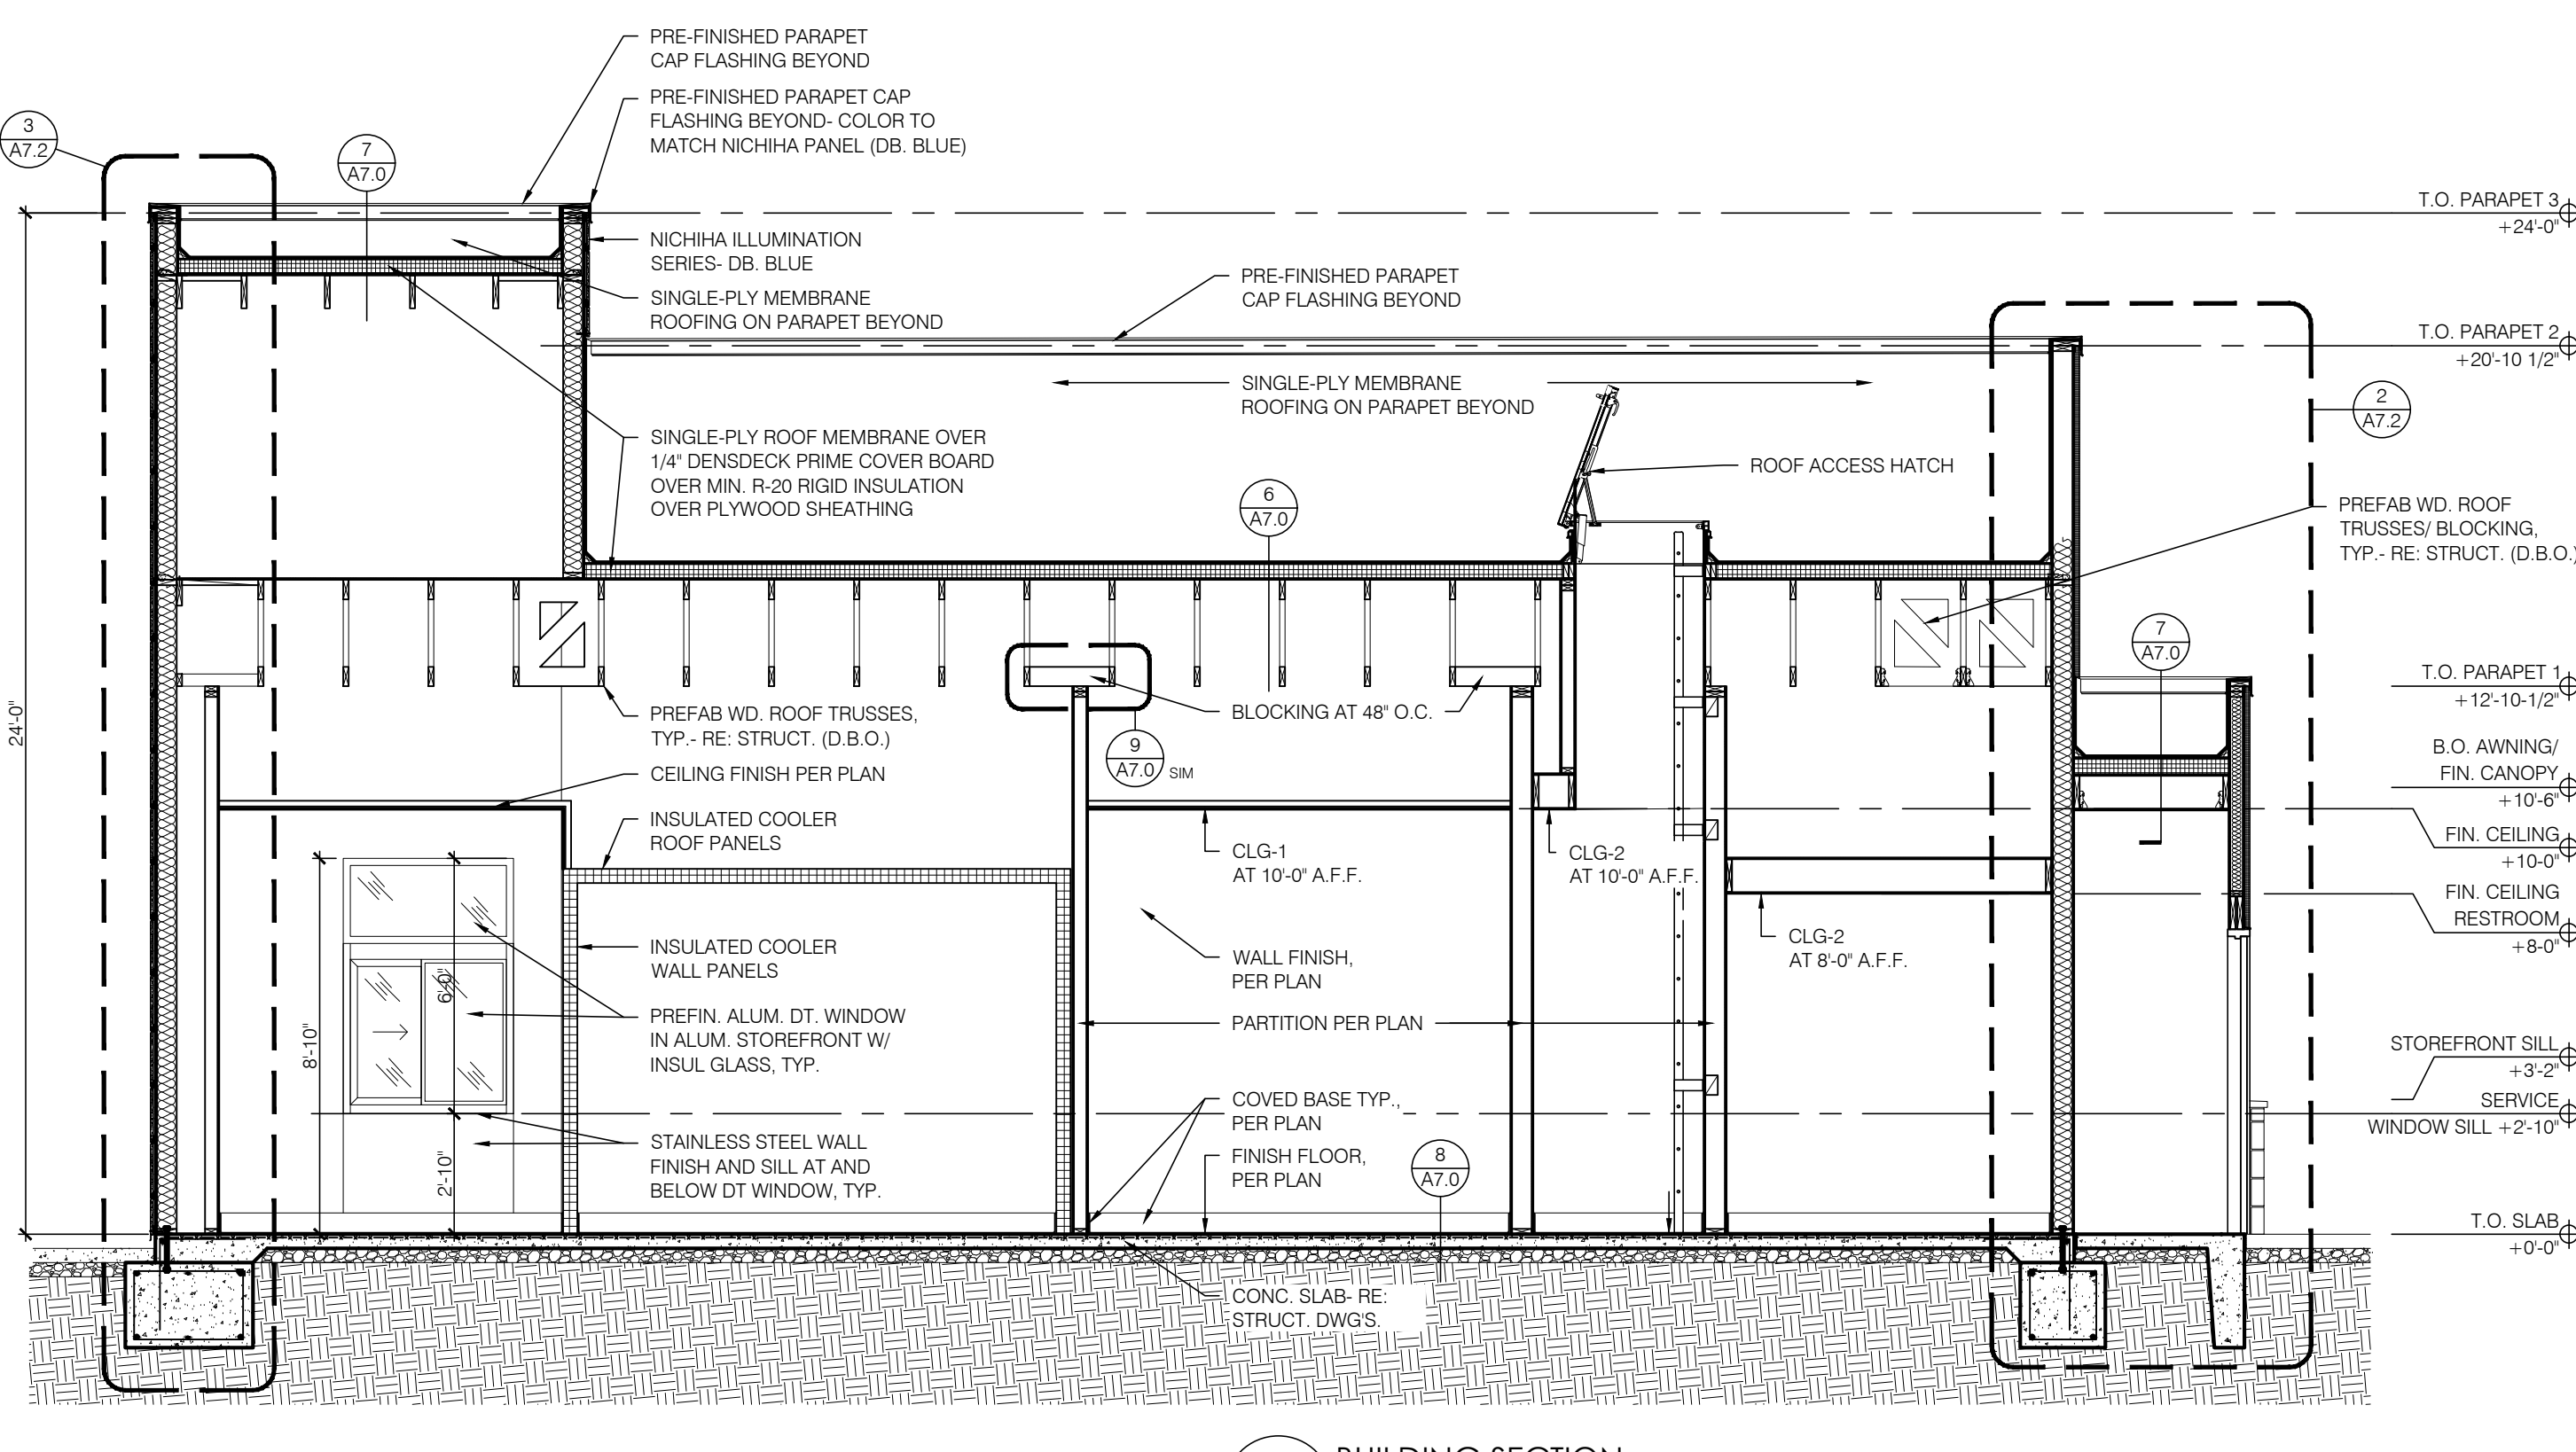 PRE-FINISHED PARAPET
CAP FLASHING BEYOND
PRE-FINISHED PARAPET CAP
FLASHING BEYOND- COLOR TO
MATCH NICHIHA PANEL (DB. BLUE)
3
A7.2
7
A7.0
T.O. PARAPET 3
+24'-0"
NICHIHA ILLUMINATION
SERIES- DB. BLUE
SINGLE-PLY MEMBRANE
ROOFING ON PARAPET BEYOND
PRE-FINISHED PARAPET
CAP FLASHING BEYOND
T.O. PARAPET 2
+20'-10 1/2"
SINGLE-PLY MEMBRANE
ROOFING ON PARAPET BEYOND
2
A7.2
SINGLE-PLY ROOF MEMBRANE OVER
1/4" DENSDECK PRIME COVER BOARD
OVER MIN. R-20 RIGID INSULATION
OVER PLYWOOD SHEATHING
ROOF ACCESS HATCH
6
A7.0
PREFAB WD. ROOF
TRUSSES/ BLOCKING,
TYP.- RE: STRUCT. (D.B.O.)
7
A7.0
T.O. PARAPET 1
+12'-10-1/2"
24'-0"
PREFAB WD. ROOF TRUSSES,
TYP.- RE: STRUCT. (D.B.O.)
BLOCKING AT 48" O.C.
9
A7.0
SIM
B.O. AWNING/
FIN. CANOPY
+10'-6"
CEILING FINISH PER PLAN
INSULATED COOLER
ROOF PANELS
CLG-1
AT 10'-0" A.F.F.
CLG-2
AT 10'-0" A.F.F.
FIN. CEILING
+10-0"
FIN. CEILING
RESTROOM
+8-0"
INSULATED COOLER
WALL PANELS
WALL FINISH,
PER PLAN
CLG-2
AT 8'-0" A.F.F.
6'-0"
8'-10"
PREFIN. ALUM. DT. WINDOW
IN ALUM. STOREFRONT W/
INSUL GLASS, TYP.
PARTITION PER PLAN
STOREFRONT SILL
+3'-2"
SERVICE
WINDOW SILL +2'-10"
COVED BASE TYP.,
PER PLAN
STAINLESS STEEL WALL
FINISH AND SILL AT AND
BELOW DT WINDOW, TYP.
2'-10"
FINISH FLOOR,
PER PLAN
8
A7.0
T.O. SLAB
+0'-0"
CONC. SLAB- RE:
STRUCT. DWG'S.
BUILDING SECTION